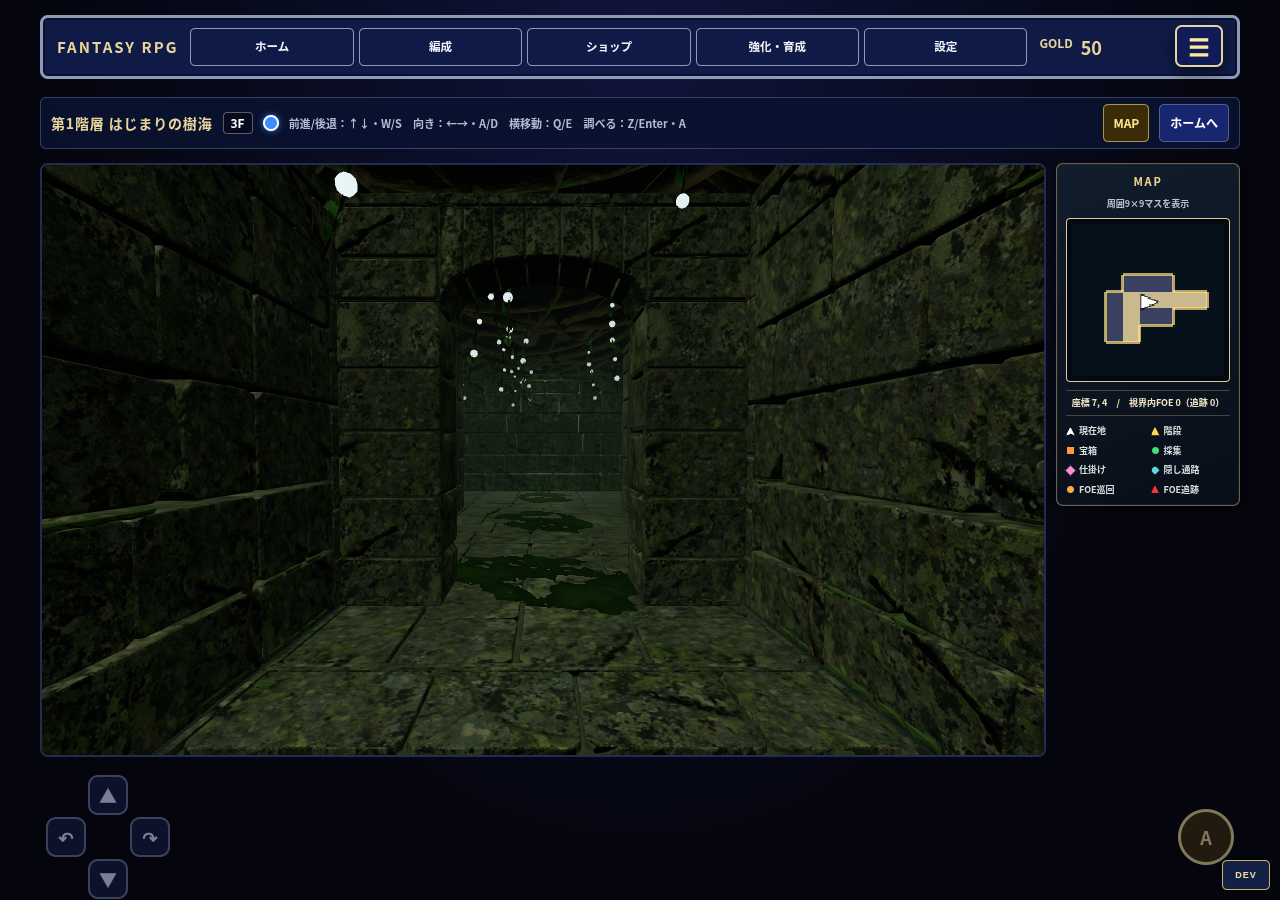 FANTASY RPG
ホーム
編成
ショップ
強化・育成
設定
GOLD 50
第1階層 はじまりの樹海
3F
前進/後退：↑↓・W/S　向き：←→・A/D　横移動：Q/E　調べる：Z/Enter・A
MAP
ホームへ
MAP
周囲9×9マスを表示
座標 7, 4　/　視界内FOE 0（追跡 0）
現在地
階段
宝箱
採集
仕掛け
隠し通路
FOE巡回
FOE追跡
A
DEV